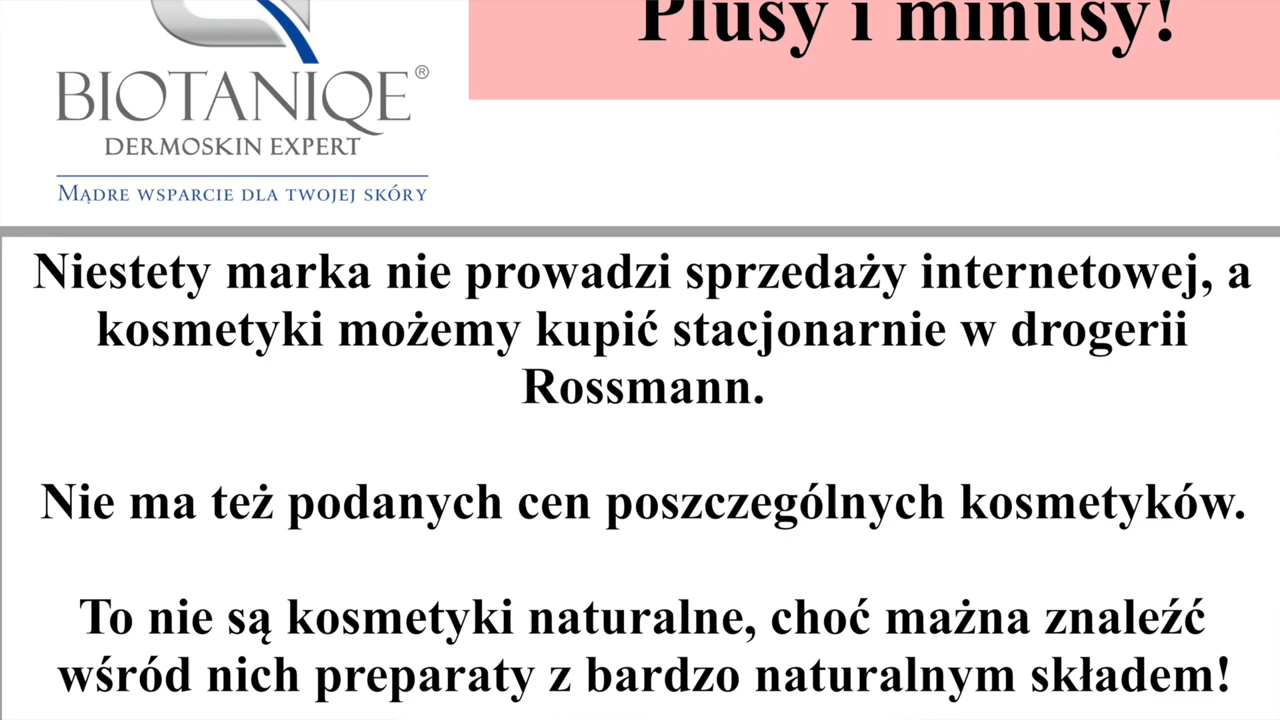 Plusy i minusy!
BIOTANIQE®
DERMOSKIN EXPERT
MĄDRE WSPARCIE DLA TWOJEJ SKÓRY
Niestety marka nie prowadzi sprzedaży internetowej, a
kosmetyki możemy kupić stacjonarnie w drogerii
Rossmann.
Nie ma też podanych cen poszczególnych kosmetyków.
To nie są kosmetyki naturalne, choć mażna znaleźć
wśród nich preparaty z bardzo naturalnym składem!